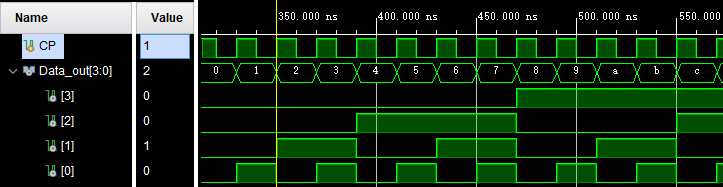 Name Value 350.000 ns 400.000 ns 450.000 ns 500.000 ns 550.000
CP 1
Data_out[3:0] 2 0 1 2 3 4 5 6 7 8 9 a b c
[3] 0
[2] 0
[1] 1
[0] 0